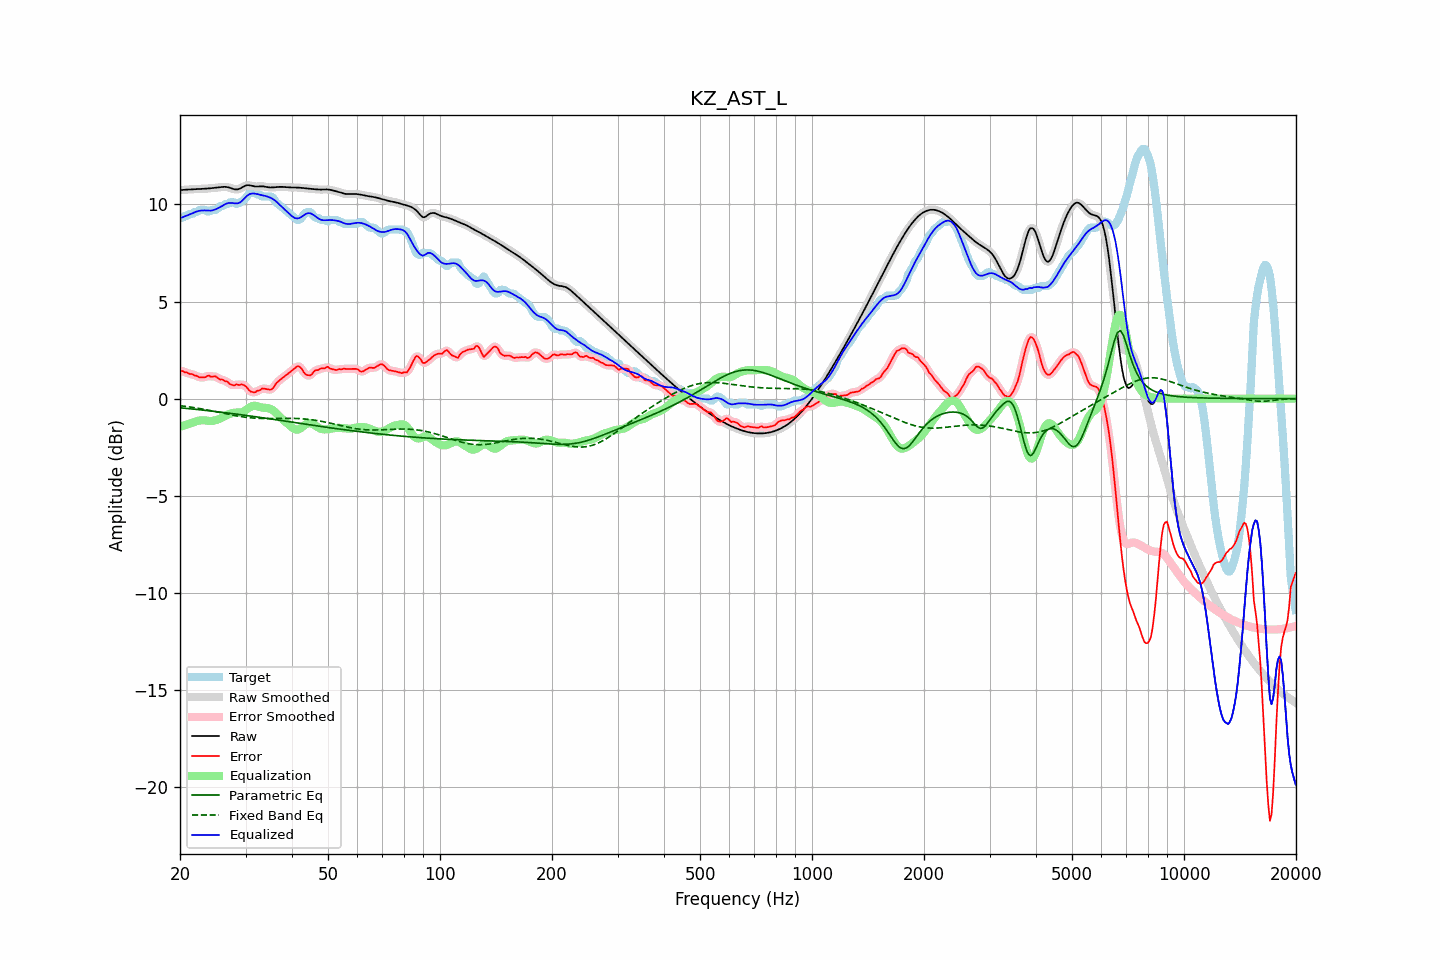 KZ_AST_L
Amplitude (dBr)
10
5
0
−5
−10
−15
−20
Target
Raw Smoothed
Error Smoothed
Raw
Error
Equalization
Parametric Eq
Fixed Band Eq
Equalized
20 50 100 200 500 1000 2000 5000 10000 20000
Frequency (Hz)